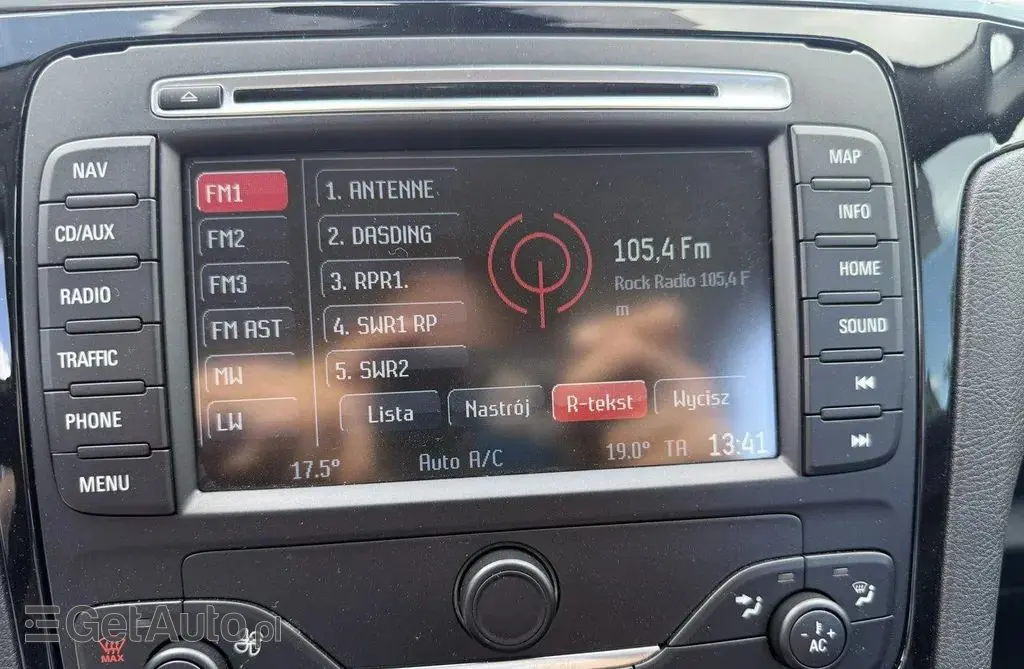 NAV
CD/AUX
RADIO
TRAFFIC
PHONE
MENU
FM1
FM2
FM3
FM AST
MW
LW
1. ANTENNE
2. DASDING
3. RPR1.
4. SWR1 RP
5. SWR2
105,4 Fm
Rock Radio 105,4 F
m
Lista
Nastrój
R-tekst
Wycisz
17.5°
Auto A/C
19.0°
TA
13:41
MAP
INFO
HOME
SOUND
MAX
- +
AC
GetAuto.pl